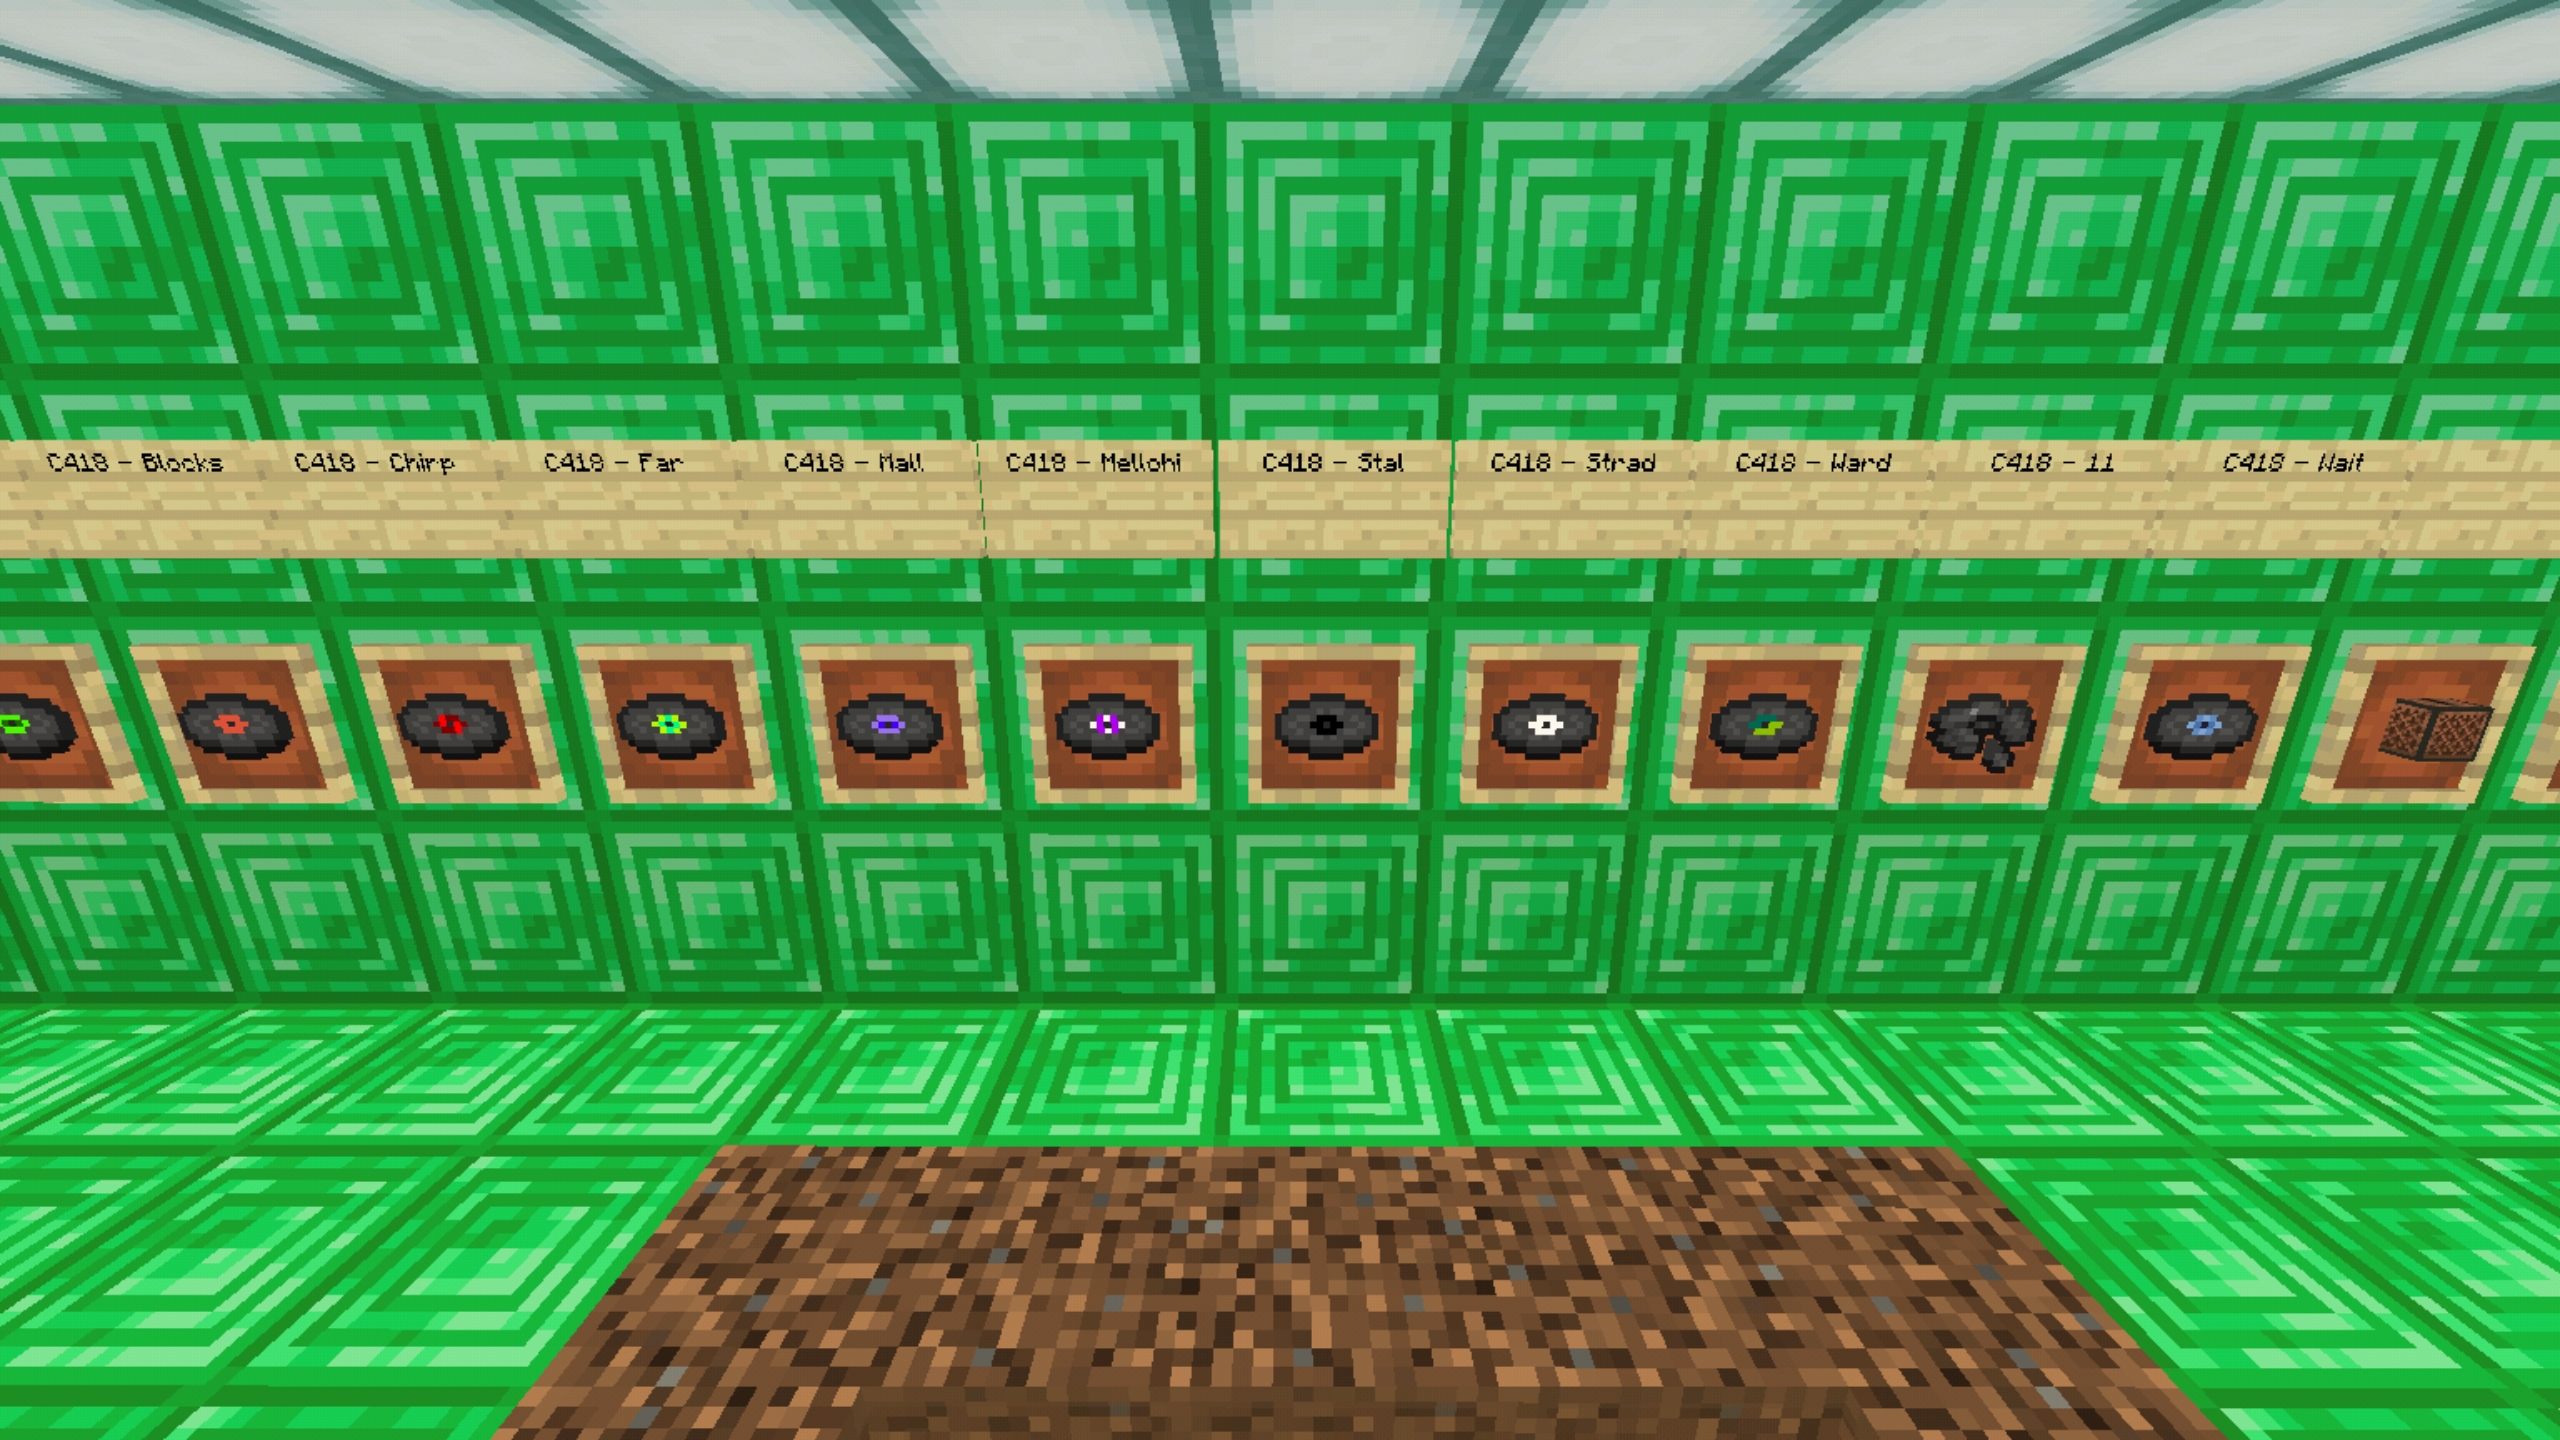 C418 - Blocks
C418 - Chirp
C418 - Far
C418 - Mall
C418 - Mellohi
C418 - Stal
C418 - Strad
C418 - Ward
C418 - 11
C418 - Wait